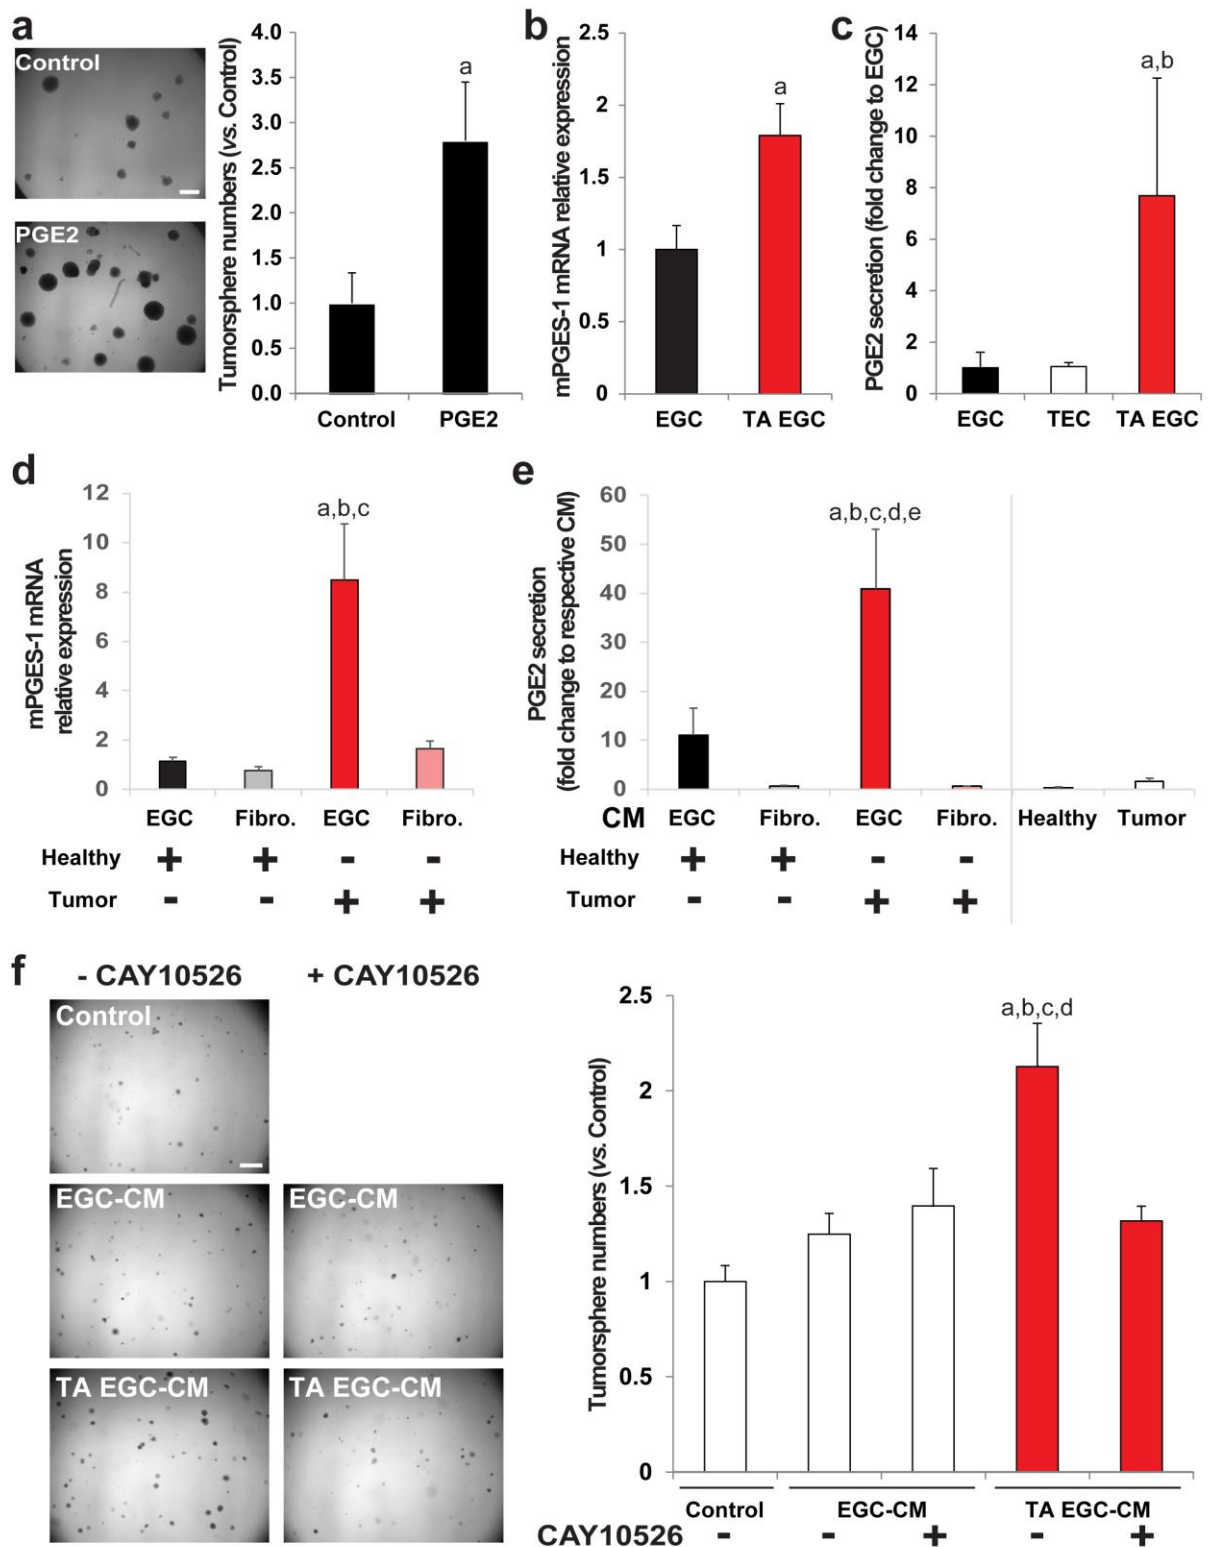 a
Control
PGE2
Tumorsphere numbers (vs. Control)
4.0
3.5
3.0
2.5
2.0
1.5
1.0
0.5
0.0
a
Control PGE2
b
mPGES-1 mRNA relative expression
2.5
2
1.5
1
0.5
0
a
EGC TA EGC
c
PGE2 secretion (fold change to EGC)
14
12
10
8
6
4
2
0
a,b
EGC TEC TA EGC
d
mPGES-1 mRNA
relative expression
12
10
8
6
4
2
0
a,b,c
EGC Fibro. EGC Fibro.
Healthy + + - -
Tumor - - + +
e
PGE2 secretion
(fold change to respective CM)
60
50
40
30
20
10
0
a,b,c,d,e
CM EGC Fibro. EGC Fibro. Healthy Tumor
Healthy + + - -
Tumor - - + +
f
- CAY10526 + CAY10526
Control
EGC-CM EGC-CM
TA EGC-CM TA EGC-CM
Tumorsphere numbers (vs. Control)
2.5
2
1.5
1
0.5
0
a,b,c,d
Control EGC-CM TA EGC-CM
CAY10526 - - + - +